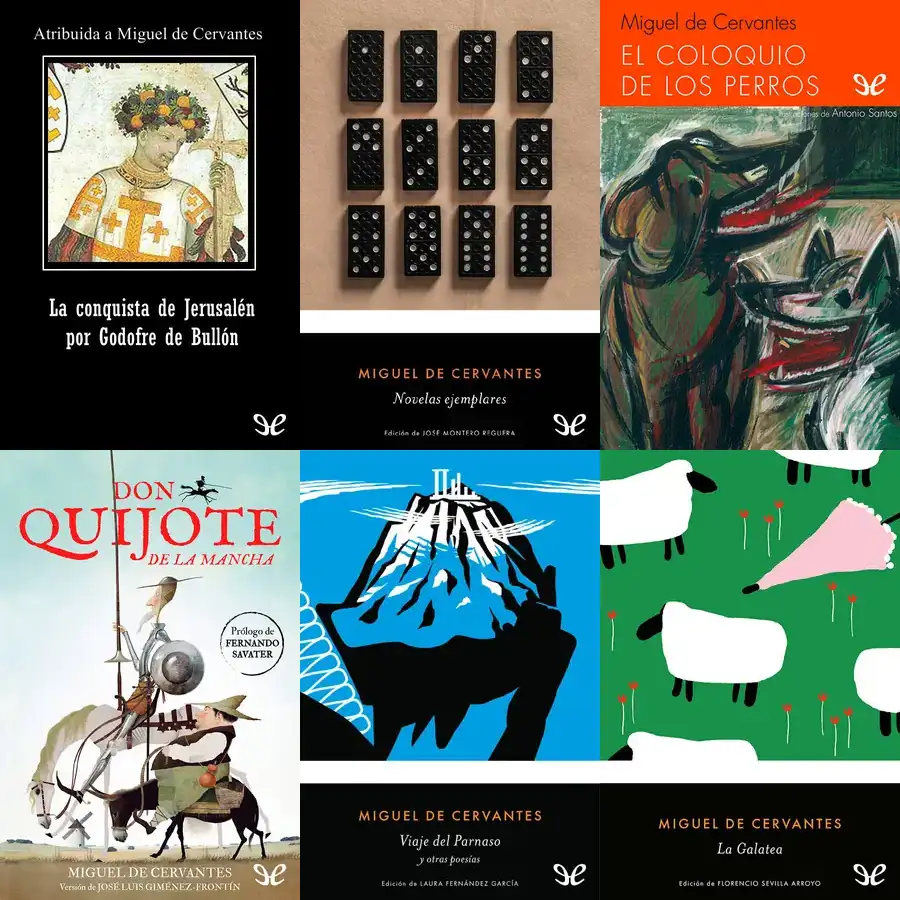 Atribuida a Miguel de Cervantes
La conquista de Jerusalén
por Godofre de Bullón
MIGUEL DE CERVANTES
Novelas ejemplares
Edición de JOSÉ MONTERO REGUERA
Miguel de Cervantes
EL COLOQUIO
DE LOS PERROS
Ilustraciones de Antonio Santos
DON
QUIJOTE
DE LA MANCHA
Prólogo de
FERNANDO
SAVATER
MIGUEL DE CERVANTES
Versión de JOSÉ LUIS GIMÉNEZ-FRONTÍN
MIGUEL DE CERVANTES
Viaje del Parnaso
y otras poesías
Edición de LAURA FERNÁNDEZ GARCÍA
MIGUEL DE CERVANTES
La Galatea
Edición de FLORENCIO SEVILLA ARROYO